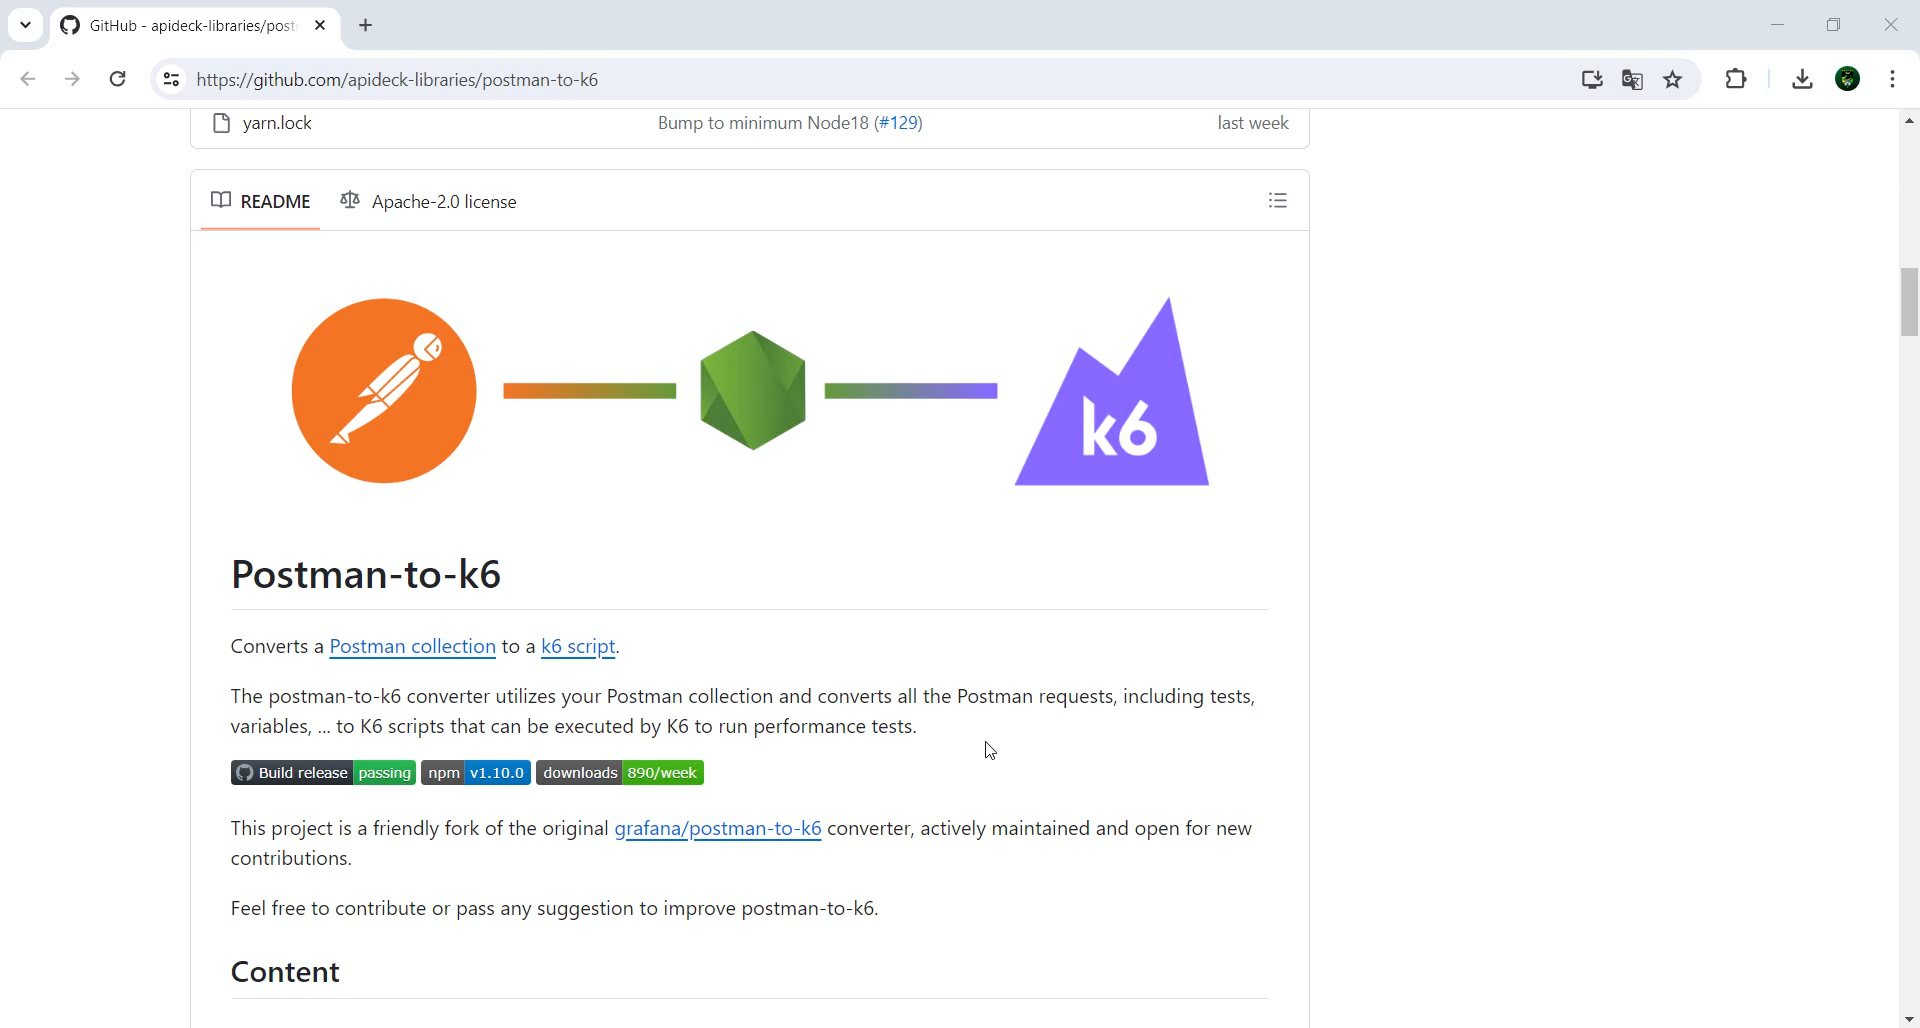 GitHub - apideck-libraries/post
https://github.com/apideck-libraries/postman-to-k6
yarn.lock Bump to minimum Node18 (#129) last week
README Apache-2.0 license
k6
Postman-to-k6
Converts a Postman collection to a k6 script.
The postman-to-k6 converter utilizes your Postman collection and converts all the Postman requests, including tests,
variables, ... to K6 scripts that can be executed by K6 to run performance tests.
Build release passing npm v1.10.0 downloads 890/week
This project is a friendly fork of the original grafana/postman-to-k6 converter, actively maintained and open for new
contributions.
Feel free to contribute or pass any suggestion to improve postman-to-k6.
Content